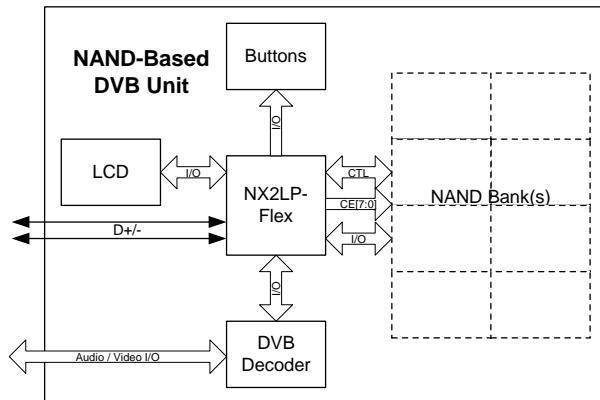 NAND-Based
DVB Unit
Buttons
I/O
LCD
I/O
NX2LP-
Flex
CTL
CE[7:0]
I/O
NAND Bank(s)
D+/-
I/O
DVB
Decoder
Audio / Video I/O